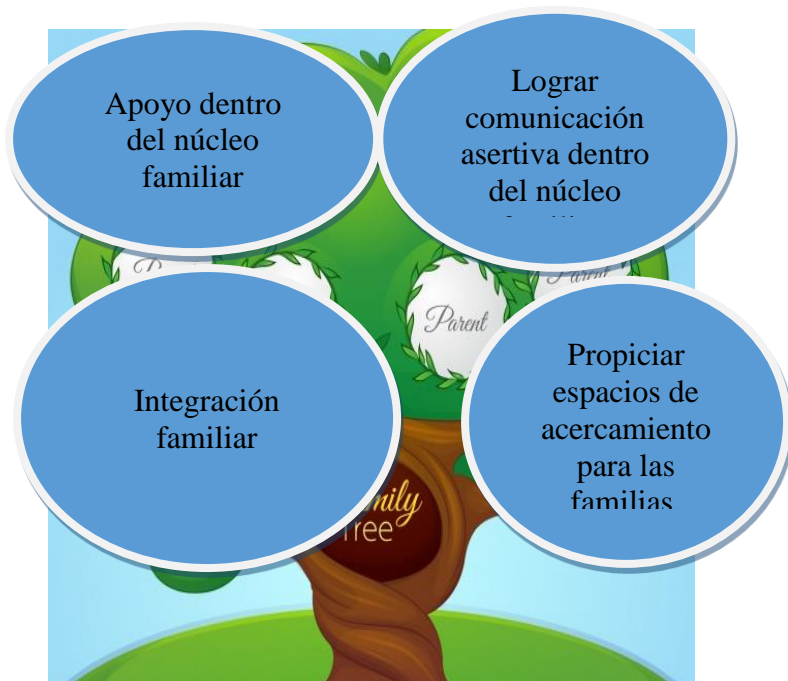 Apoyo dentro
del núcleo
familiar
Lograr
comunicación
asertiva dentro
del núcleo
Parent
Integración
familiar
Propiciar
espacios de
acercamiento
para las
familias
Tree